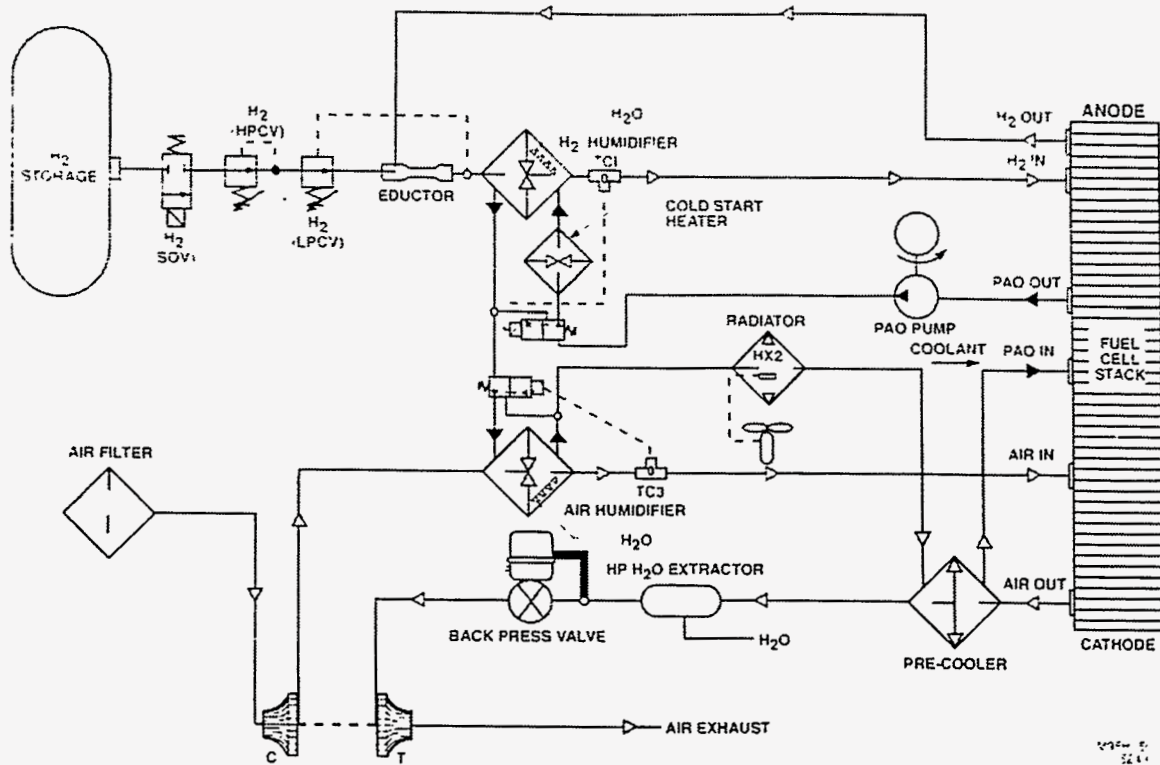 H2
STORAGE
H2
SOV1
H2
(HPCV)
H2
(LPCV)
EDUCTOR
H2O
H2 HUMIDIFIER
TC1
COLD START
HEATER
H2 OUT
H2 IN
ANODE
PAO OUT
PAO PUMP
RADIATOR
HX2
COOLANT
PAO IN
FUEL
CELL
STACK
AIR FILTER
AIR IN
TC3
AIR HUMIDIFIER
H2O
HP H2O EXTRACTOR
BACK PRESS VALVE
H2O
AIR OUT
CATHODE
PRE-COOLER
AIR EXHAUST
C
T